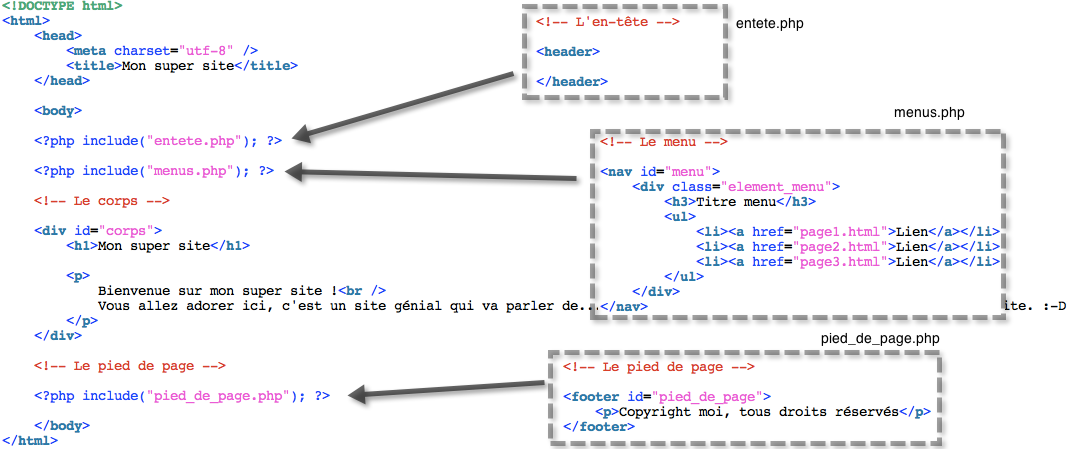 <!DOCTYPE html>
<html>
<head>
<meta charset="utf-8" />
<title>Mon super site</title>
</head>
<body>
<?php include("entete.php"); ?>
<?php include("menus.php"); ?>
<!-- Le corps -->
<div id="corps">
<h1>Mon super site</h1>
<p>
Bienvenue sur mon super site !<br />
Vous allez adorer ici, c'est un site génial qui va parler de... ite. :-D
</p>
</div>
<!-- Le pied de page -->
<?php include("pied_de_page.php"); ?>
</body>
</html>
entete.php
<!-- L'en-tête -->
<header>
</header>
menus.php
<!-- Le menu -->
<nav id="menu">
<div class="element_menu">
<h3>Titre menu</h3>
<ul>
<li><a href="page1.html">Lien</a></li>
<li><a href="page2.html">Lien</a></li>
<li><a href="page3.html">Lien</a></li>
</ul>
</div>
</nav>
pied_de_page.php
<!-- Le pied de page -->
<footer id="pied_de_page">
<p>Copyright moi, tous droits réservés</p>
</footer>